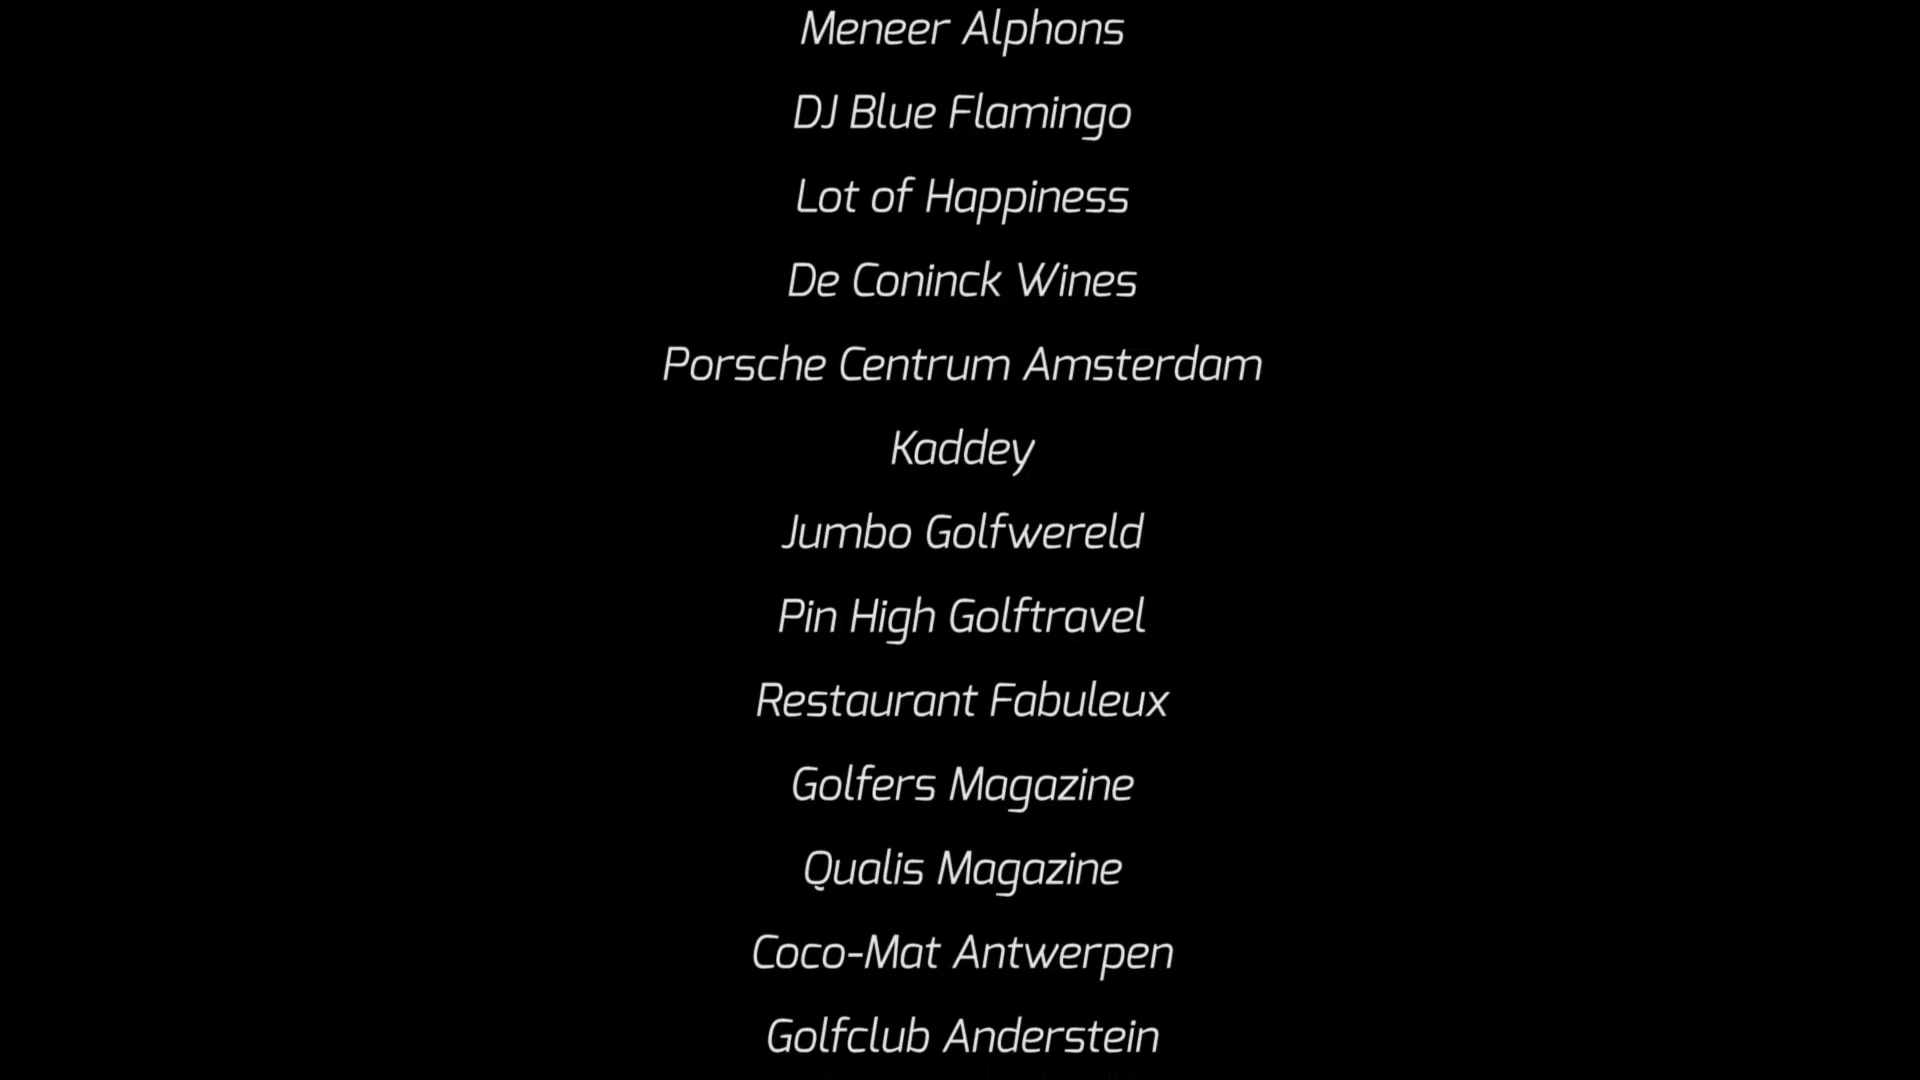 Meneer Alphons
DJ Blue Flamingo
Lot of Happiness
De Coninck Wines
Porsche Centrum Amsterdam
Kaddey
Jumbo Golfwereld
Pin High Golftravel
Restaurant Fabuleux
Golfers Magazine
Qualis Magazine
Coco-Mat Antwerpen
Golfclub Anderstein